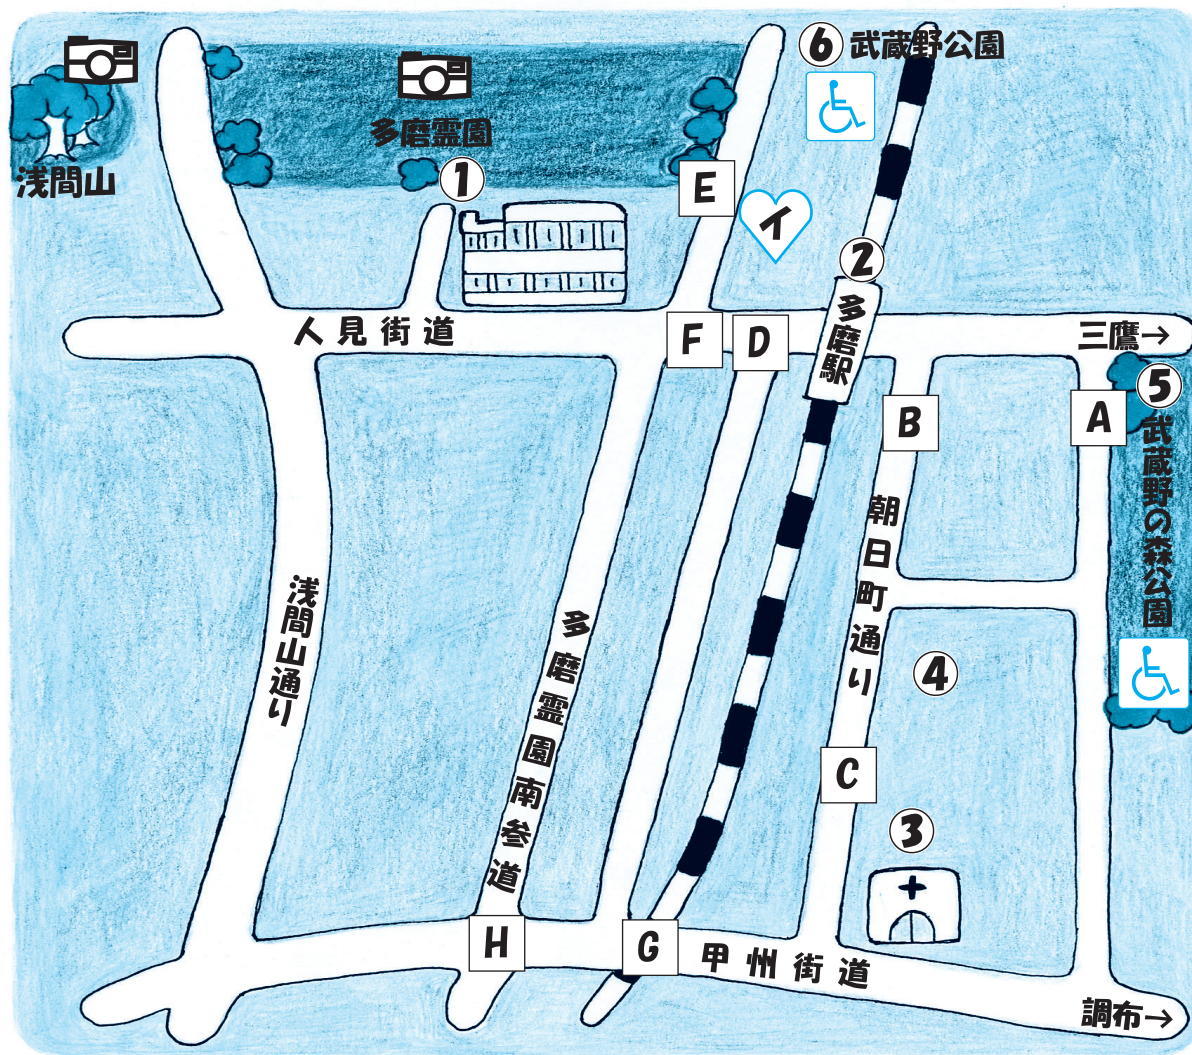 ⑥ 武蔵野公園
多磨霊園
①
浅間山
E
イ
②
多磨駅
人見街道
F
D
三鷹→
⑤
武蔵野の森公園
A
B
朝日町通り
浅間山通り
多磨霊園南参道
④
C
③
H
G
甲州街道
調布→